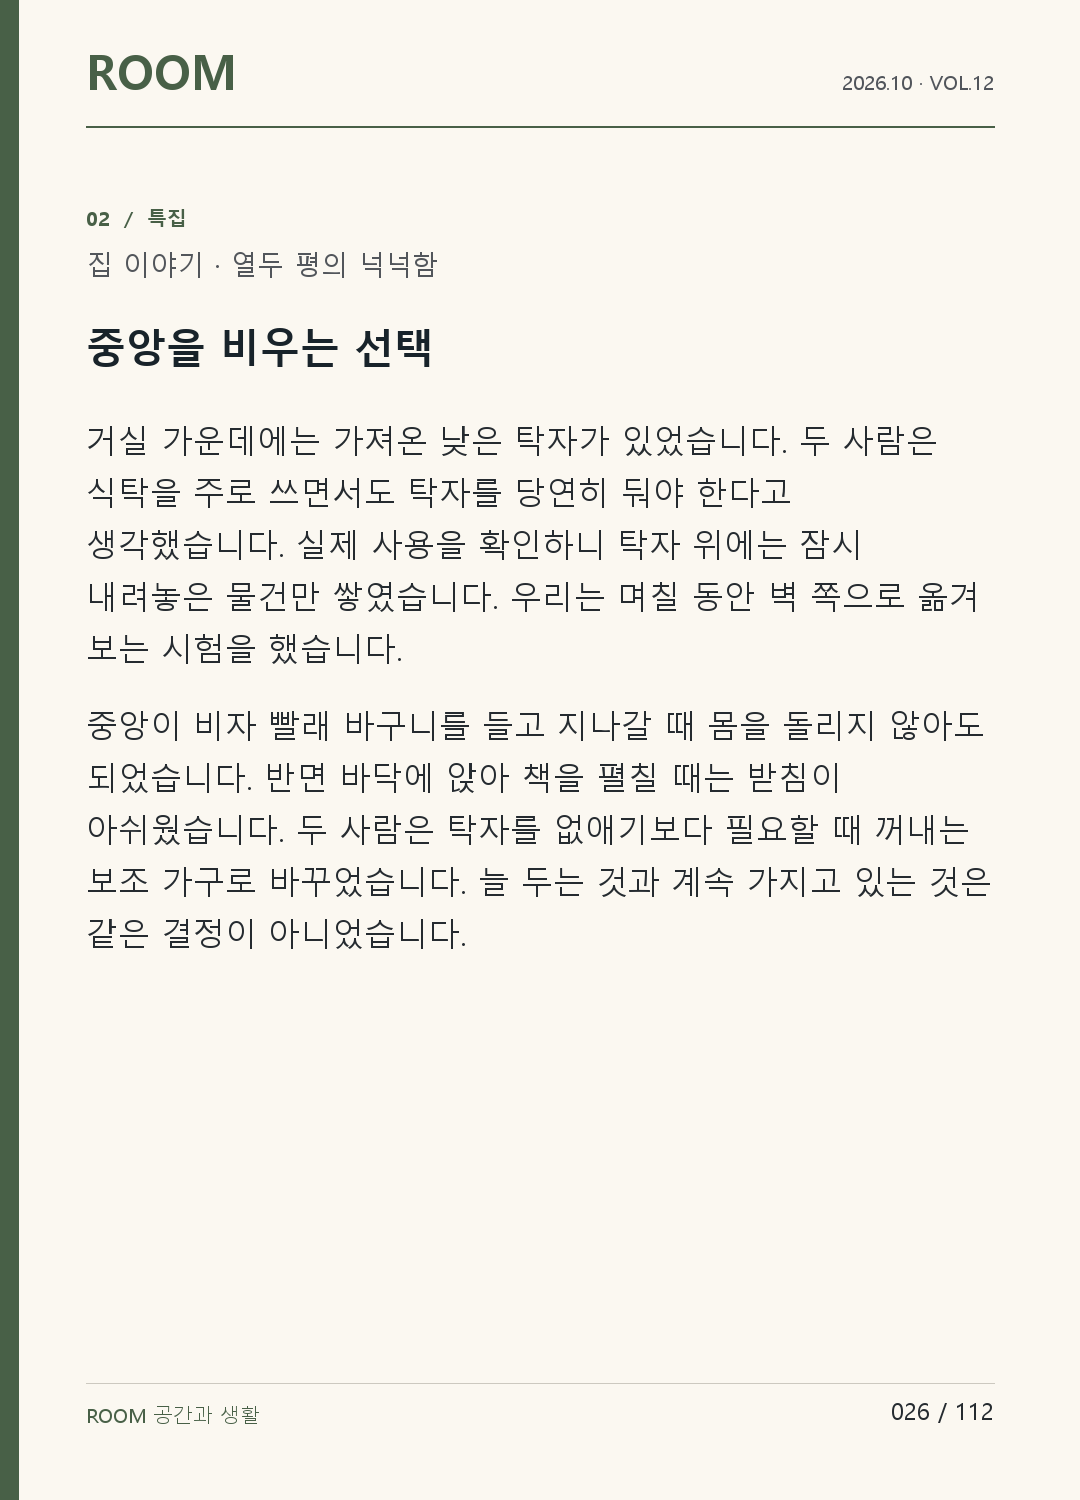 ROOM
2026.10 · VOL.12
02 / 특집
집 이야기 · 열두 평의 넉넉함
중앙을 비우는 선택
거실 가운데에는 가져온 낮은 탁자가 있었습니다. 두 사람은
식탁을 주로 쓰면서도 탁자를 당연히 둬야 한다고
생각했습니다. 실제 사용을 확인하니 탁자 위에는 잠시
내려놓은 물건만 쌓였습니다. 우리는 며칠 동안 벽 쪽으로 옮겨
보는 시험을 했습니다.
중앙이 비자 빨래 바구니를 들고 지나갈 때 몸을 돌리지 않아도
되었습니다. 반면 바닥에 앉아 책을 펼칠 때는 받침이
아쉬웠습니다. 두 사람은 탁자를 없애기보다 필요할 때 꺼내는
보조 가구로 바꾸었습니다. 늘 두는 것과 계속 가지고 있는 것은
같은 결정이 아니었습니다.
ROOM 공간과 생활
026 / 112